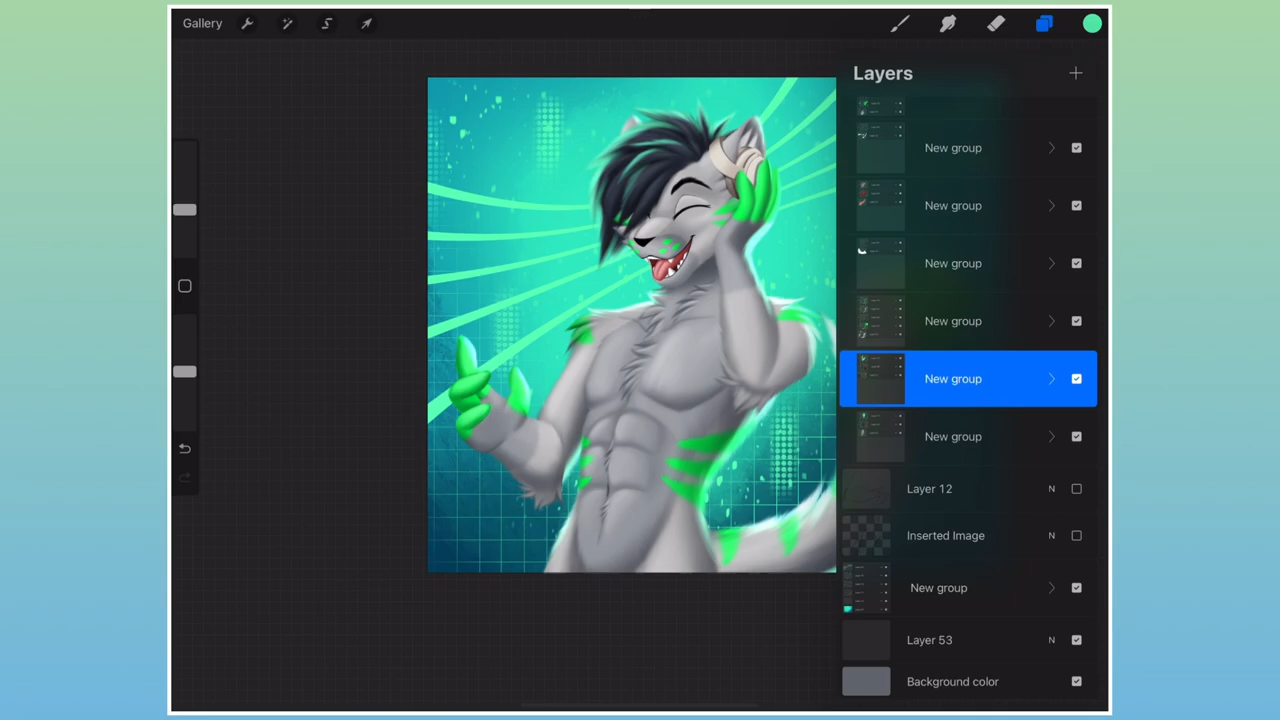 Gallery
Layers
New group
New group
New group
New group
New group
New group
Layer 12 N
Inserted Image N
New group
Layer 53 N
Background color